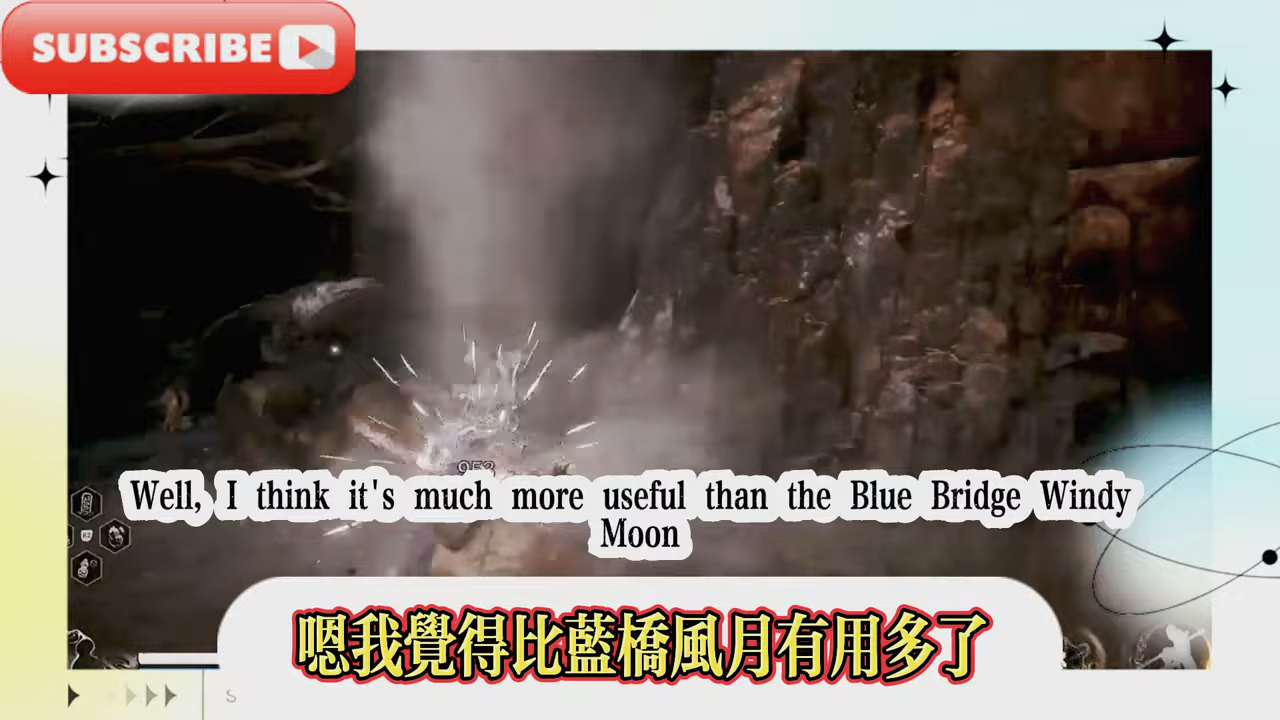 SUBSCRIBE
953
Well, I think it's much more useful than the Blue Bridge Windy
Moon
嗯我覺得比藍橋風月有用多了
S